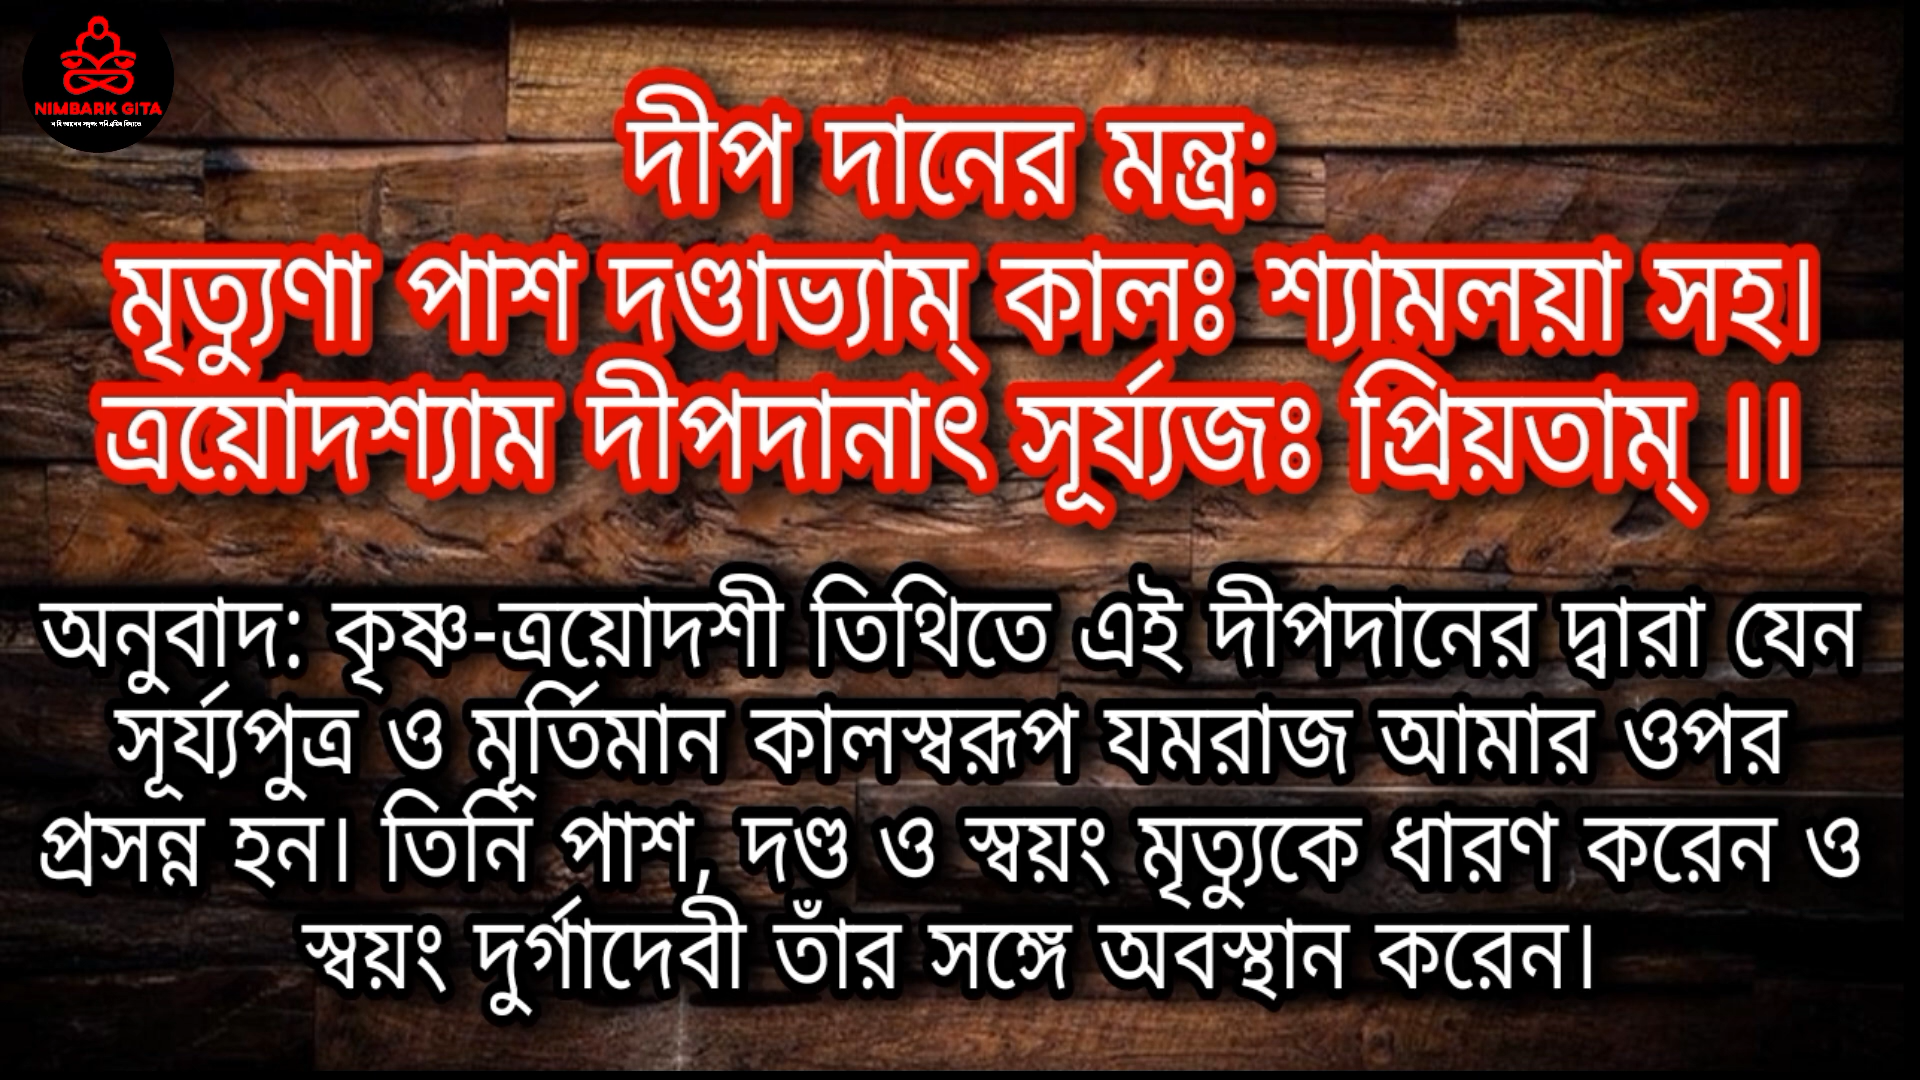 NIMBARK GITA
দীপ দানের মন্ত্র:
মৃত্যুণা পাশ দণ্ডাভ্যাম্ কালঃ শ্যামলয়া সহ।
ত্রয়োদশ্যাম দীপদানাৎ সূর্য্যজঃ প্রিয়তাম্ ।।
অনুবাদ: কৃষ্ণ-ত্রয়োদশী তিথিতে এই দীপদানের দ্বারা যেন
সূর্য্যপুত্র ও মূর্তিমান কালস্বরূপ যমরাজ আমার ওপর
প্রসন্ন হন। তিনি পাশ, দণ্ড ও স্বয়ং মৃত্যুকে ধারণ করেন ও
স্বয়ং দুর্গাদেবী তাঁর সঙ্গে অবস্থান করেন।